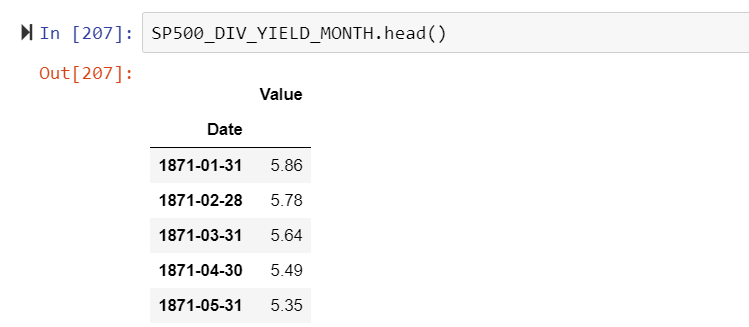 In [207]: SP500_DIV_YIELD_MONTH.head()
Out[207]:
Value
Date
1871-01-31 5.86
1871-02-28 5.78
1871-03-31 5.64
1871-04-30 5.49
1871-05-31 5.35